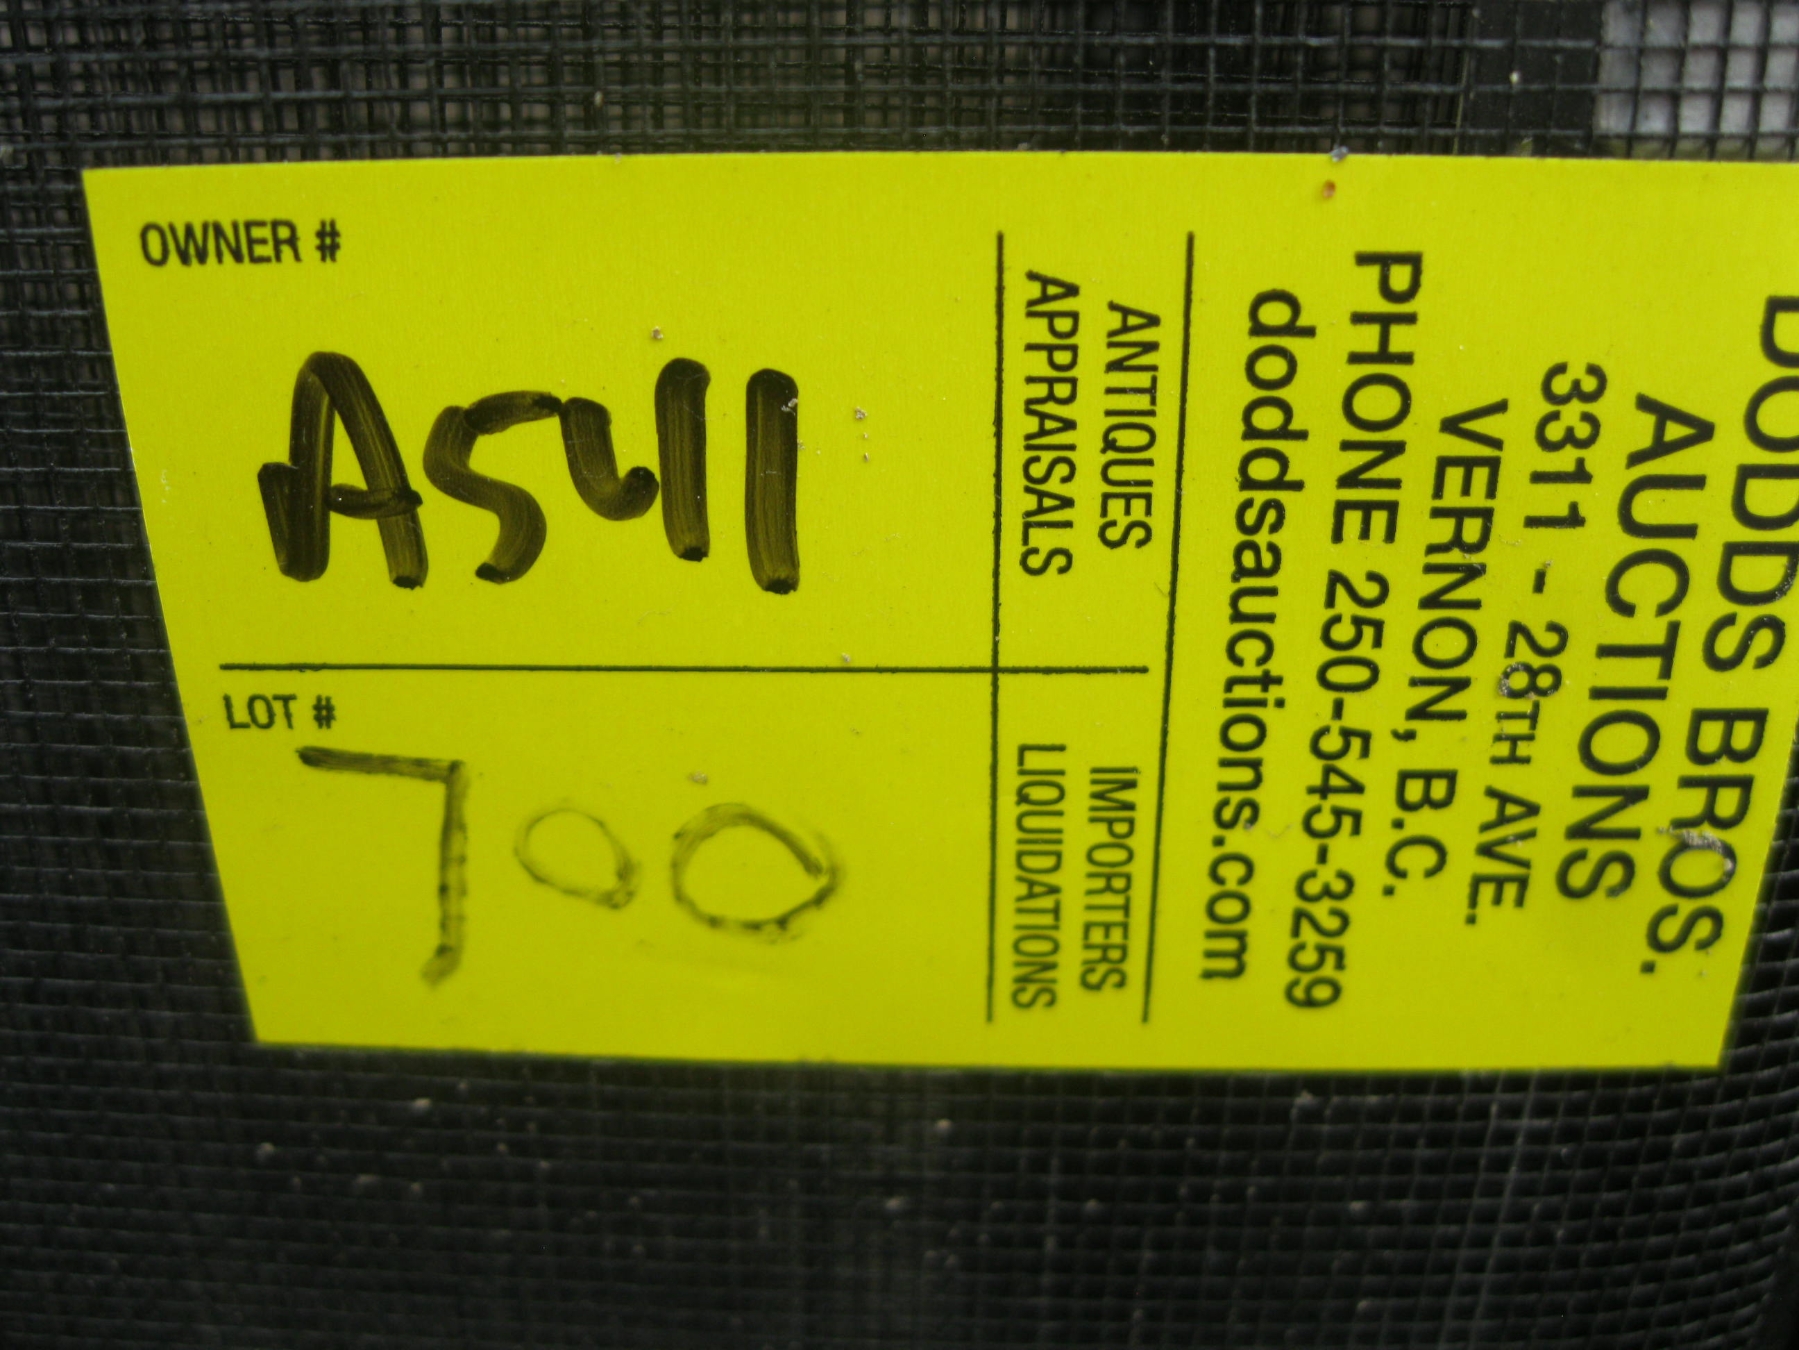 OWNER #
A5411
LOT #
700
DODDS BROS.
AUCTIONS
3311 - 28TH AVE.
VERNON, B.C.
PHONE 250-545-3259
doddsauctions.com
ANTIQUES
APPRAISALS
IMPORTERS
LIQUIDATIONS